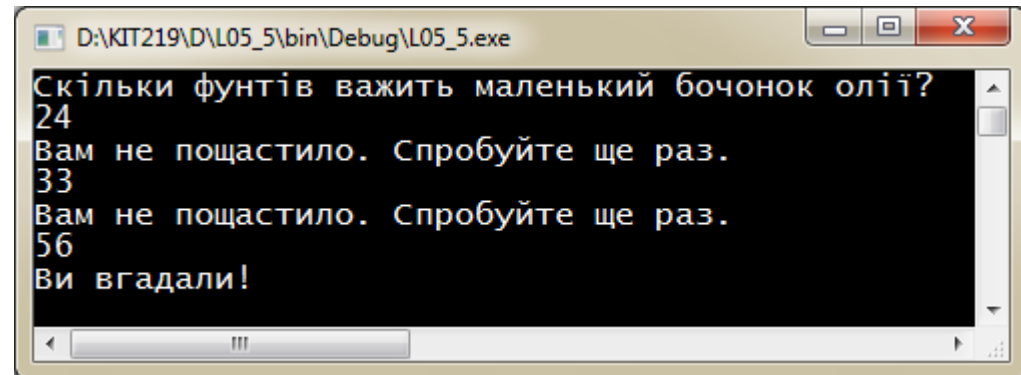 D:\KIT219\D\L05_5\bin\Debug\L05_5.exe
Скільки фунтів важить маленький бочонок олії?
24
Вам не пощастило. Спробуйте ще раз.
33
Вам не пощастило. Спробуйте ще раз.
56
Ви вгадали!